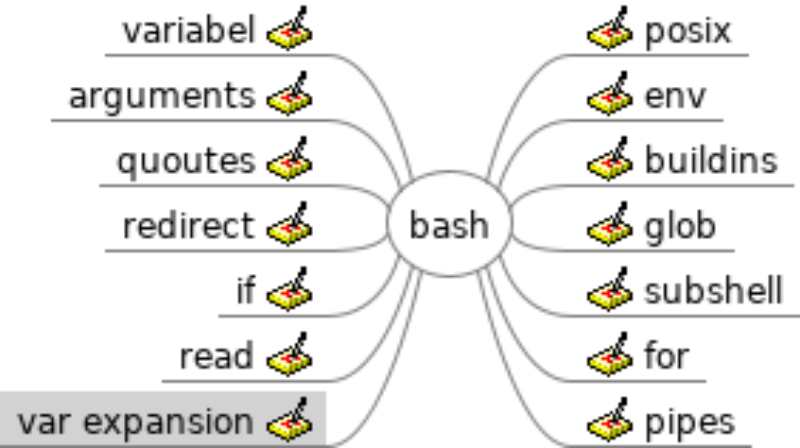 variabel
arguments
quoutes
redirect
if
read
var expansion
bash
posix
env
buildins
glob
subshell
for
pipes